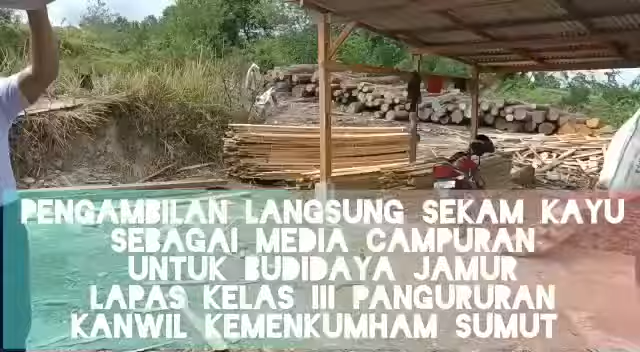 PENGAMBILAN LANGSUNG SEKAM KAYU
SEBAGAI MEDIA CAMPURAN
UNTUK BUDIDAYA JAMUR
LAPAS KELAS III PANGURURAN
KANWIL KEMENKUMHAM SUMUT